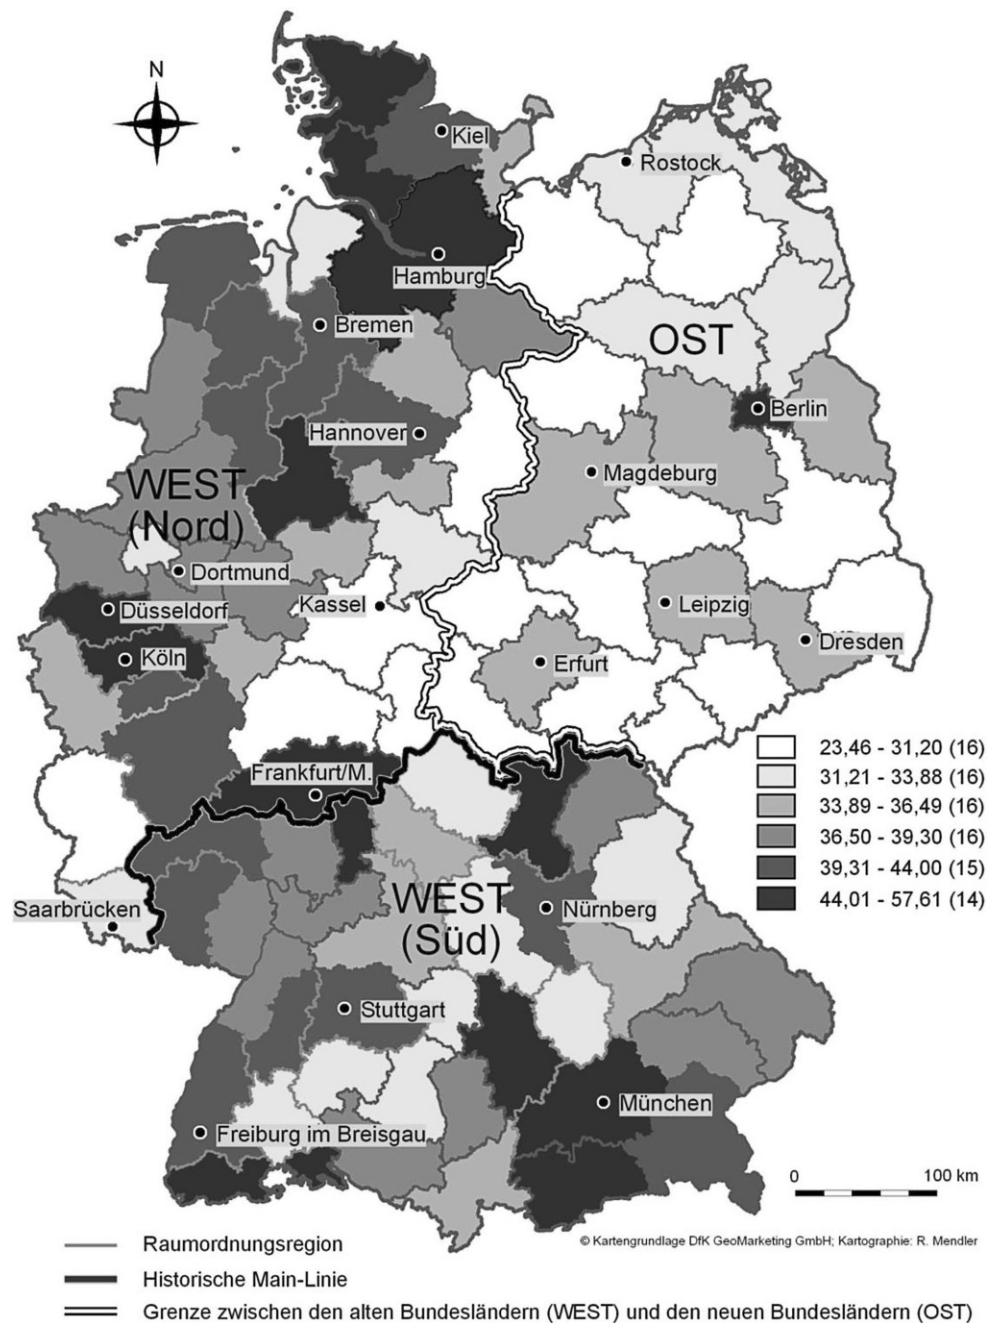 N
Kiel
Rostock
Hamburg
Bremen
OST
Berlin
Hannover
WEST
(Nord)
Magdeburg
Dortmund
Düsseldorf
Kassel
Leipzig
Köln
Erfurt
Dresden
Frankfurt/M.
23,46 - 31,20 (16)
31,21 - 33,88 (16)
33,89 - 36,49 (16)
36,50 - 39,30 (16)
39,31 - 44,00 (15)
44,01 - 57,61 (14)
Saarbrücken
WEST
(Süd)
Nürnberg
Stuttgart
München
Freiburg im Breisgau
0 100 km
© Kartengrundlage DfK GeoMarketing GmbH; Kartographie: R. Mendler
Raumordnungsregion
Historische Main-Linie
Grenze zwischen den alten Bundesländern (WEST) und den neuen Bundesländern (OST)